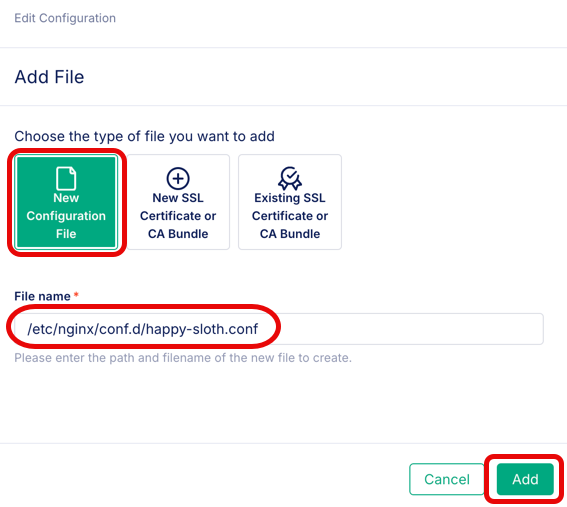 Edit Configuration
Add File
Choose the type of file you want to add
New
Configuration
File
New SSL
Certificate or
CA Bundle
Existing SSL
Certificate or
CA Bundle
File name *
/etc/nginx/conf.d/happy-sloth.conf
Please enter the path and filename of the new file to create.
Cancel
Add